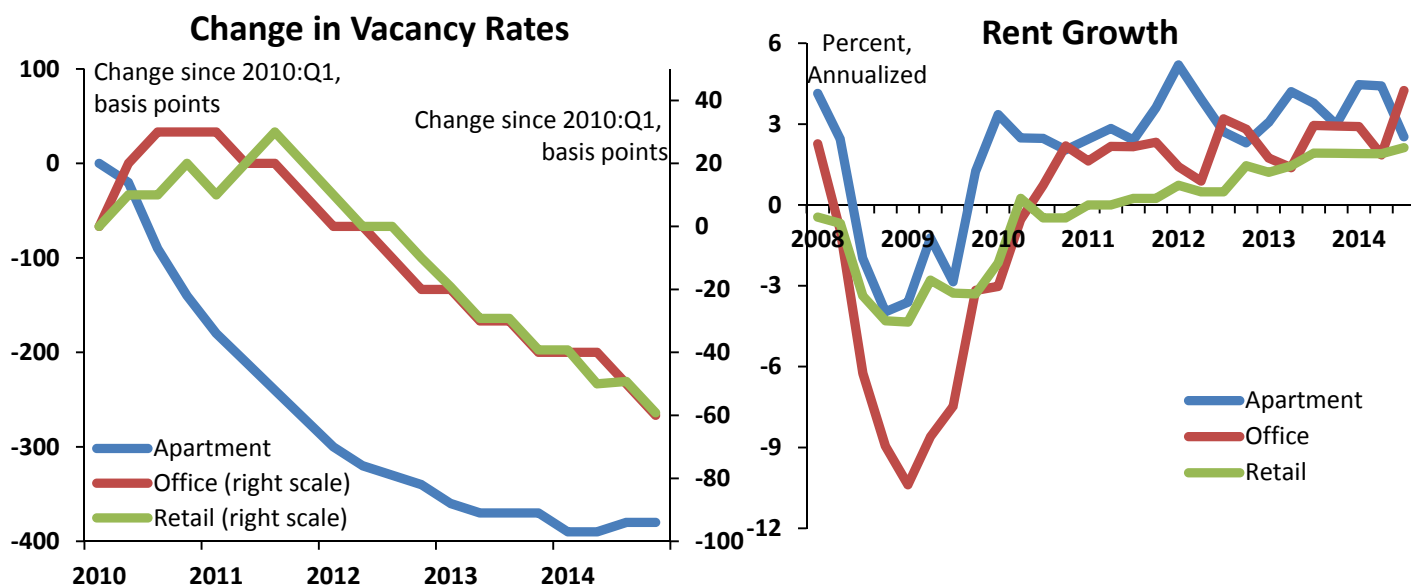 Change in Vacancy Rates
Change since 2010:Q1,
basis points
Change since 2010:Q1,
basis points
100
0
-100
-200
-300
-400
40
20
0
-20
-40
-60
-80
-100
Apartment
Office (right scale)
Retail (right scale)
2010 2011 2012 2013 2014
Rent Growth
Percent,
Annualized
6
3
0
-3
-6
-9
-12
2008 2009 2010 2011 2012 2013 2014
Apartment
Office
Retail